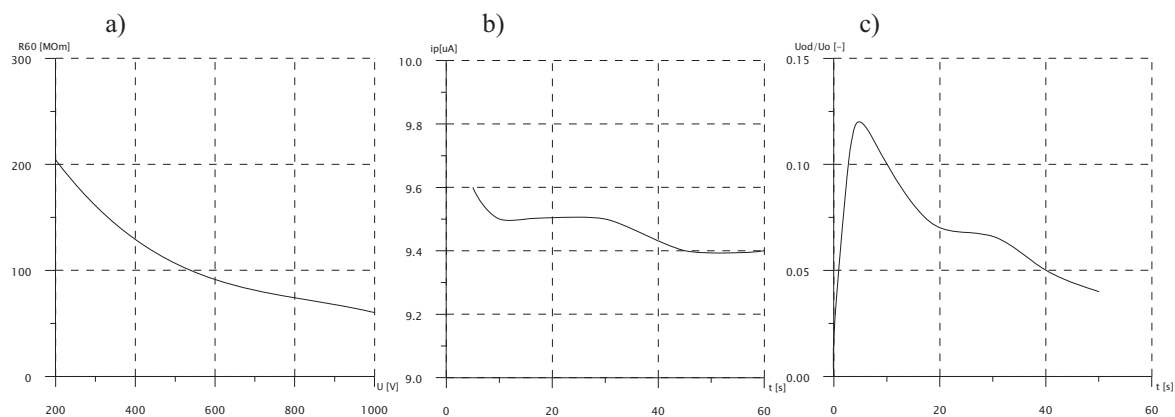 a) b) c)
R60 [MOm] ip[uA] Uod/Uo [-]
300 10.0 0.15
9.8
200 0.10
9.6
9.4
100 0.05
9.2
0 U [V] 9.0 t [s] 0.00 t [s]
200 400 600 800 1000 0 20 40 60 0 20 40 60